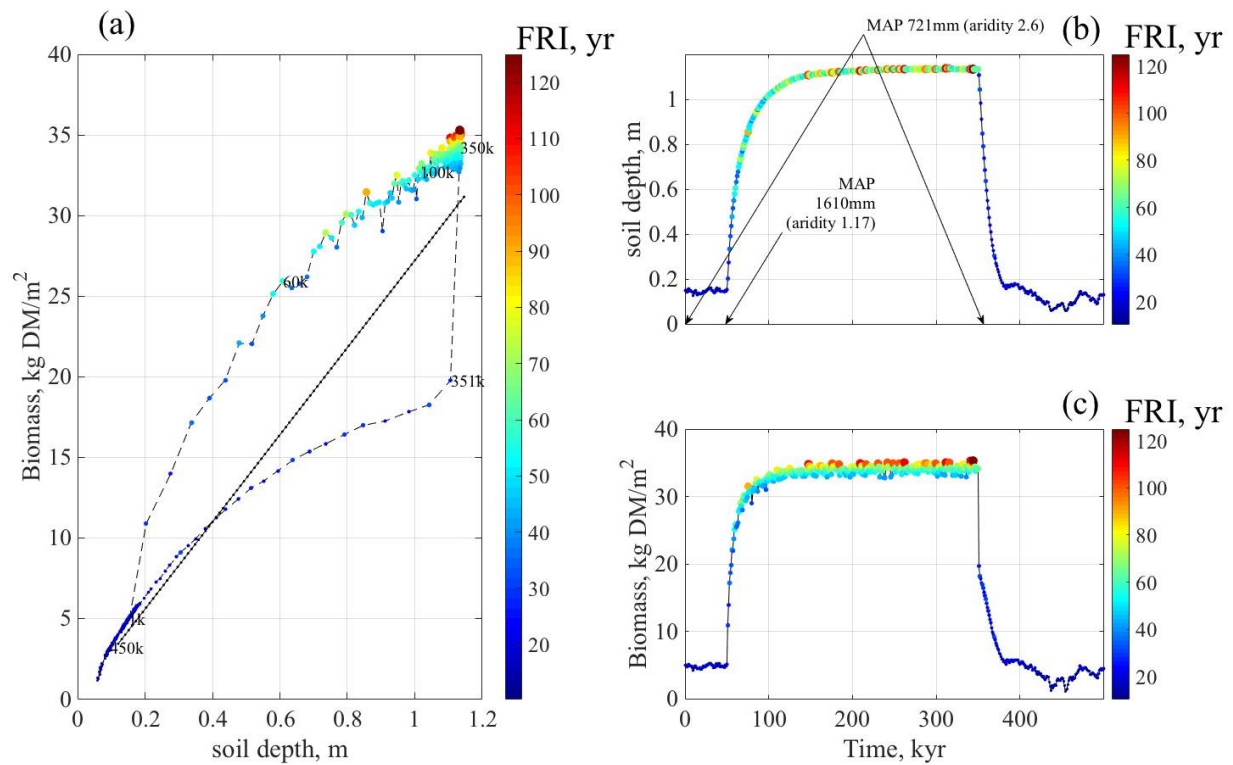 (a)
FRI, yr
40
35
30
25
20
15
10
5
0
Biomass, kg DM/m2
0 0.2 0.4 0.6 0.8 1 1.2
soil depth, m
350k
100k
60k
351k
1k
450k
120
110
100
90
80
70
60
50
40
30
20
MAP 721mm (aridity 2.6)
(b)
FRI, yr
1
0.8
0.6
0.4
0.2
0
soil depth, m
MAP
1610mm
(aridity 1.17)
120
100
80
60
40
20
(c)
FRI, yr
40
30
20
10
0
Biomass, kg DM/m2
0 100 200 300 400
Time, kyr
120
100
80
60
40
20